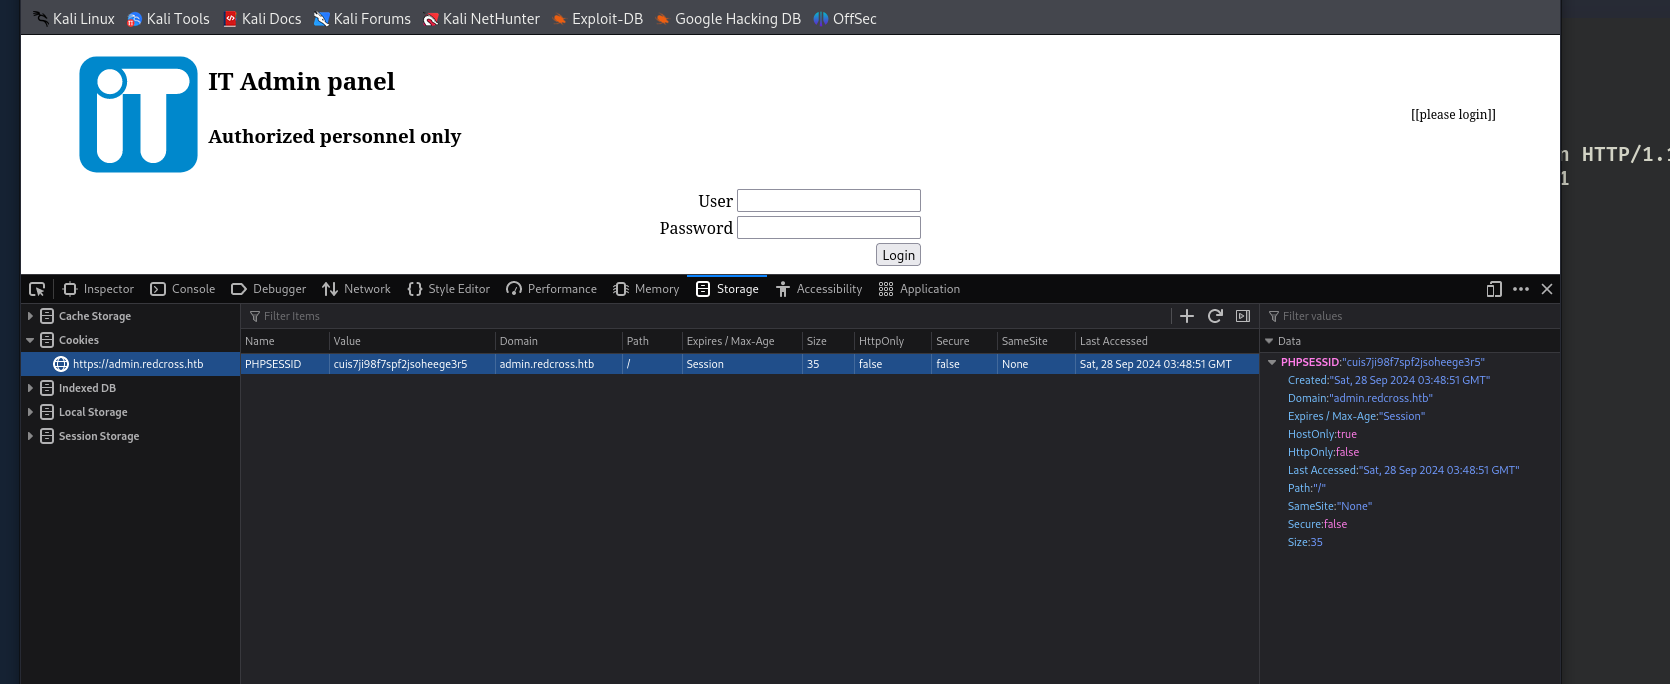 Kali Linux Kali Tools Kali Docs Kali Forums Kali NetHunter Exploit-DB Google Hacking DB OffSec
iT IT Admin panel
[[please login]]
Authorized personnel only
HTTP/1.1
1
User
Password
Login
Inspector Console Debugger Network Style Editor Performance Memory Storage Accessibility Application
Cache Storage
Cookies
https://admin.redcross.htb
Indexed DB
Local Storage
Session Storage
Filter Items
Name Value Domain Path Expires / Max-Age Size HttpOnly Secure SameSite Last Accessed
PHPSESSID cuis7ji98f7spf2jsoheege3r5 admin.redcross.htb / Session 35 false false None Sat, 28 Sep 2024 03:48:51 GMT
Filter values
Data
PHPSESSID:"cuis7ji98f7spf2jsoheege3r5"
Created:"Sat, 28 Sep 2024 03:48:51 GMT"
Domain:"admin.redcross.htb"
Expires / Max-Age:"Session"
HostOnly:true
HttpOnly:false
Last Accessed:"Sat, 28 Sep 2024 03:48:51 GMT"
Path:"/"
SameSite:"None"
Secure:false
Size:35